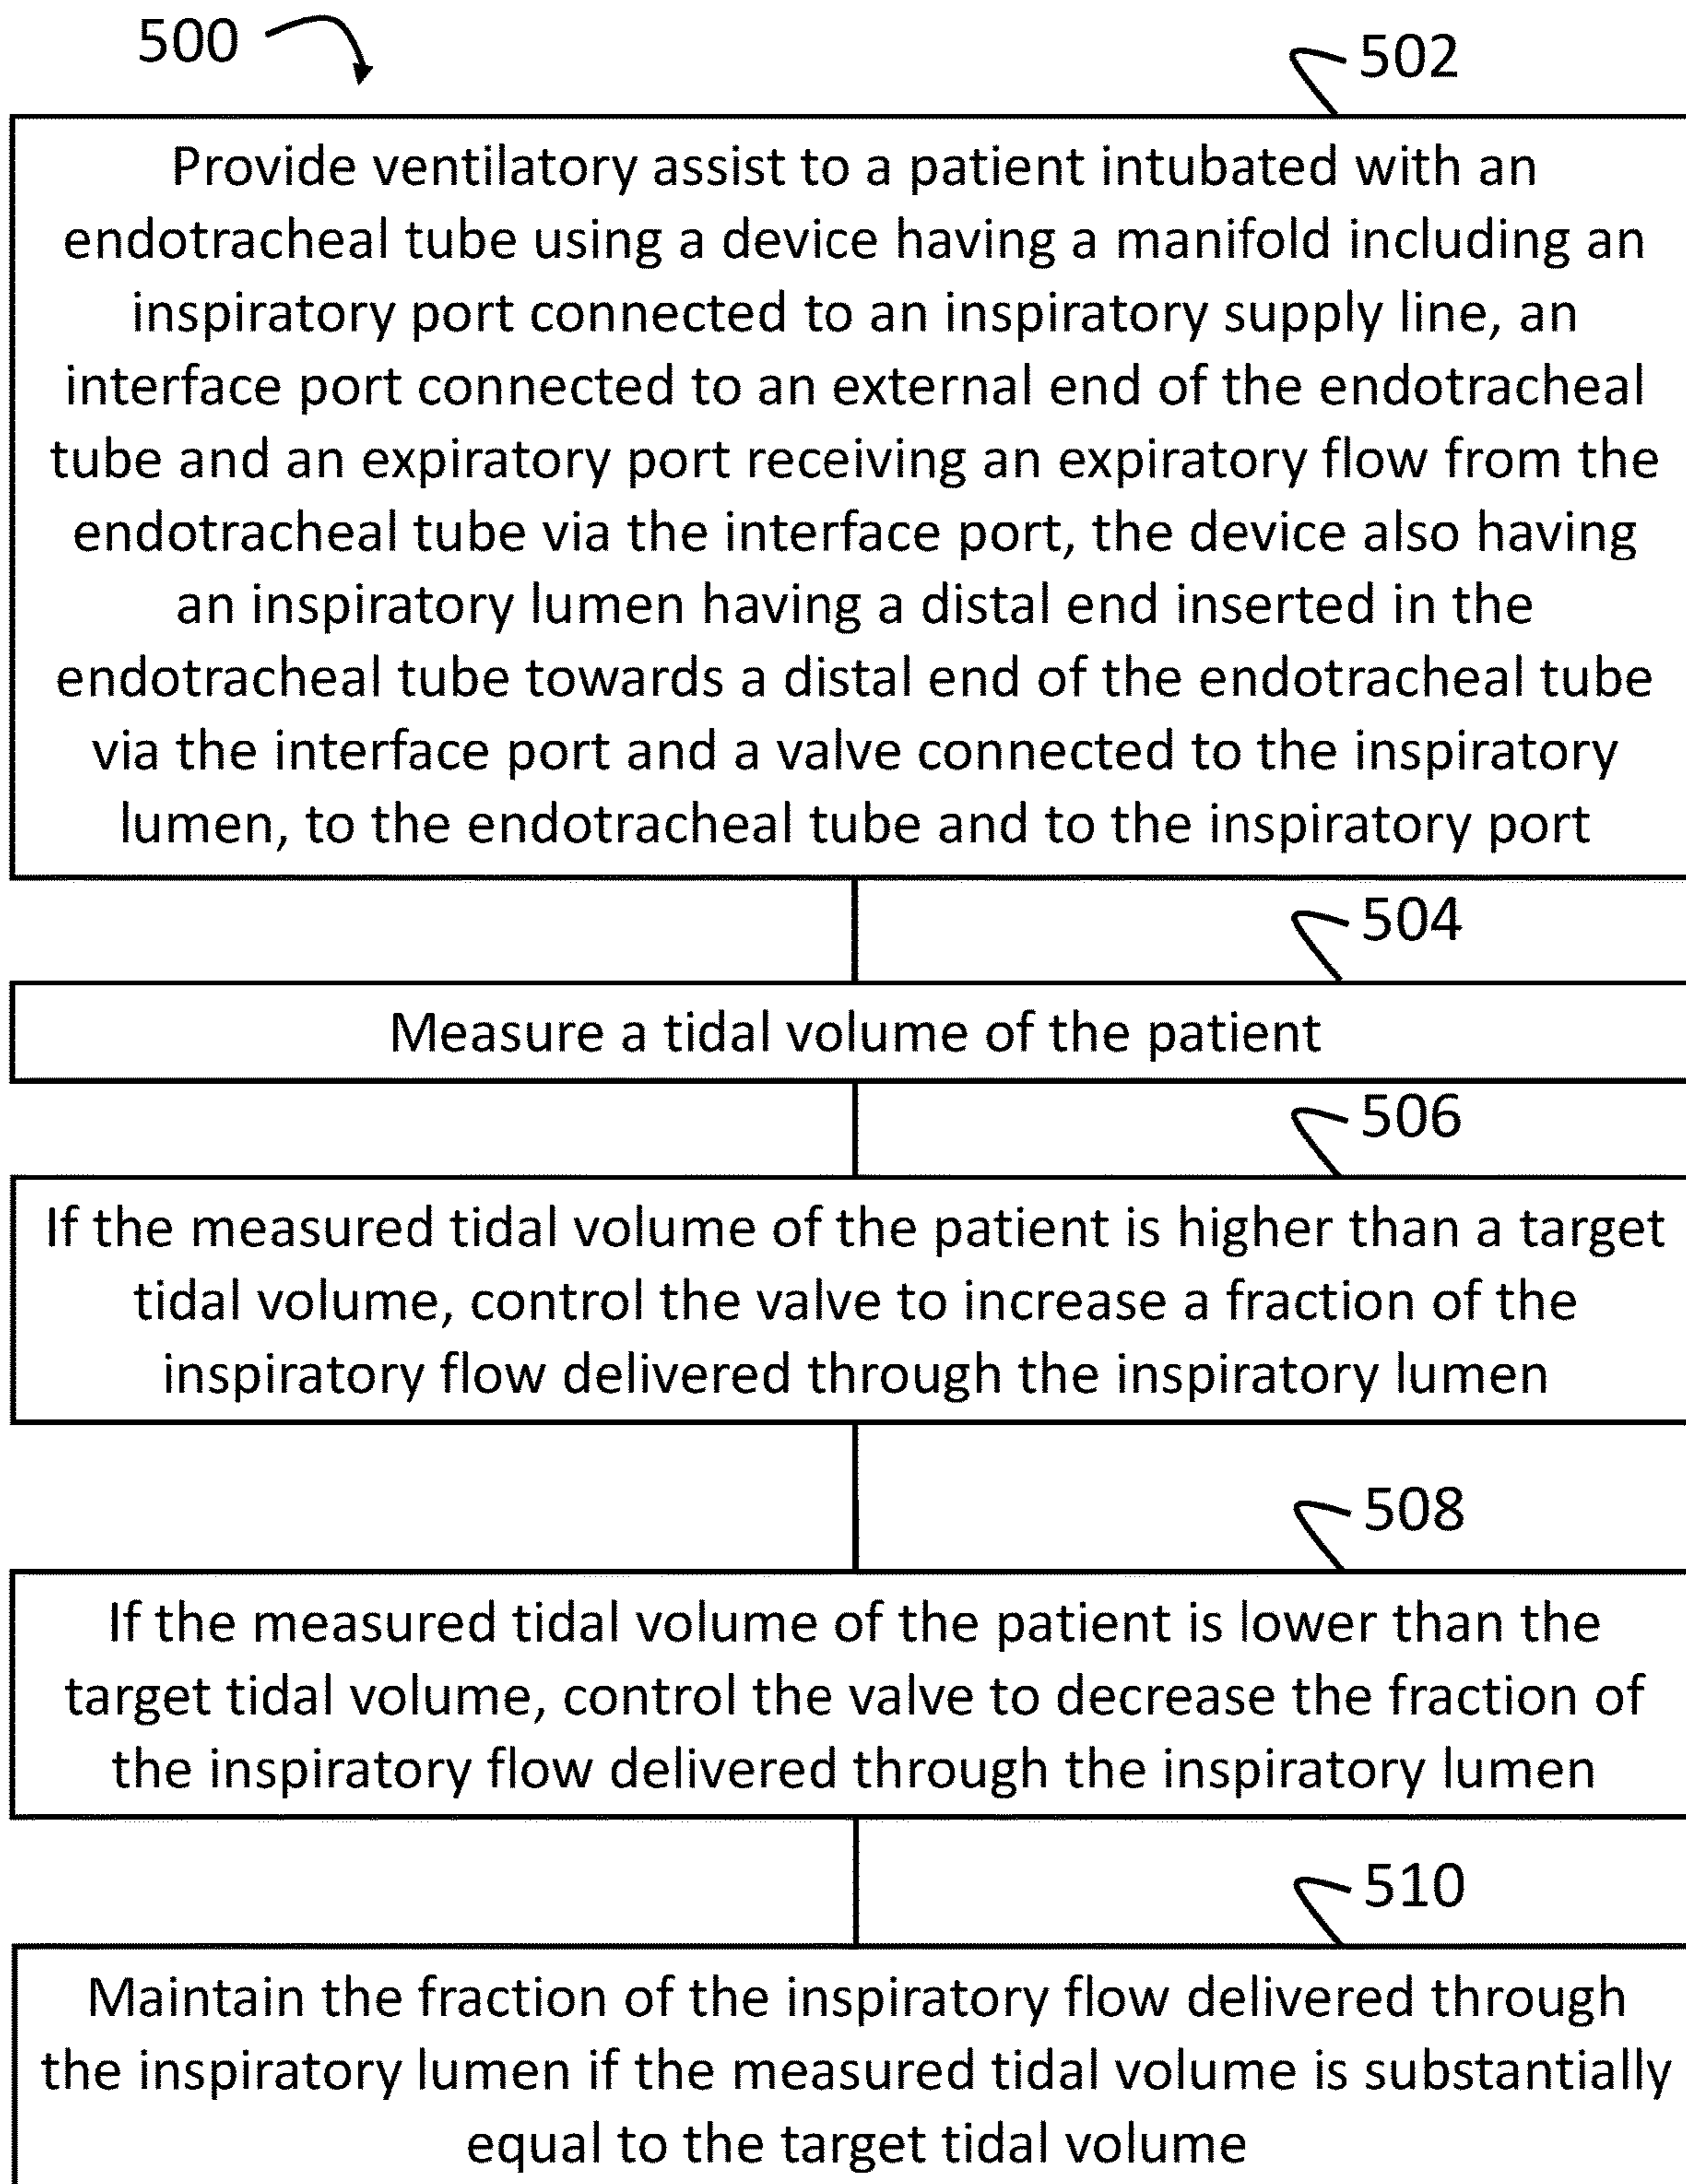 500
502
Provide ventilatory assist to a patient intubated with an
endotracheal tube using a device having a manifold including an
inspiratory port connected to an inspiratory supply line, an
interface port connected to an external end of the endotracheal
tube and an expiratory port receiving an expiratory flow from the
endotracheal tube via the interface port, the device also having
an inspiratory lumen having a distal end inserted in the
endotracheal tube towards a distal end of the endotracheal tube
via the interface port and a valve connected to the inspiratory
lumen, to the endotracheal tube and to the inspiratory port
504
Measure a tidal volume of the patient
506
If the measured tidal volume of the patient is higher than a target
tidal volume, control the valve to increase a fraction of the
inspiratory flow delivered through the inspiratory lumen
508
If the measured tidal volume of the patient is lower than the
target tidal volume, control the valve to decrease the fraction of
the inspiratory flow delivered through the inspiratory lumen
510
Maintain the fraction of the inspiratory flow delivered through
the inspiratory lumen if the measured tidal volume is substantially
equal to the target tidal volume